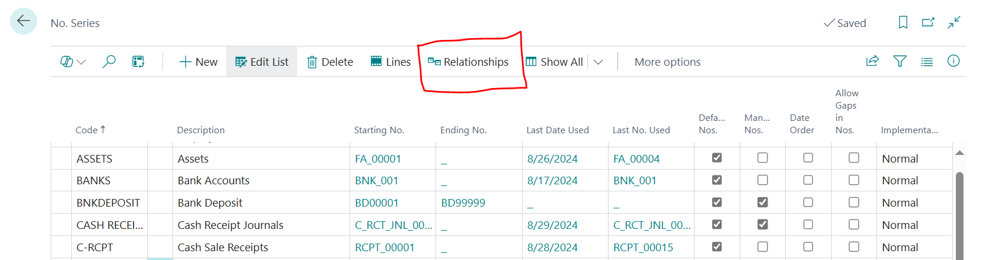 No. Series
Saved
New Edit List Delete Lines Relationships Show All More options
Code ↑ Description Starting No. Ending No. Last Date Used Last No. Used Defa... Nos. Man... Nos. Date Order Allow Gaps in Nos. Implementa...
ASSETS Assets FA_00001 _ 8/26/2024 FA_00004 Normal
BANKS Bank Accounts BNK_001 _ 8/17/2024 BNK_001 Normal
BNKDEPOSIT Bank Deposit BD00001 BD99999 _ _ Normal
CASH RECEI... Cash Receipt Journals C_RCT_JNL_00... _ 8/29/2024 C_RCT_JNL_00... Normal
C-RCPT Cash Sale Receipts RCPT_00001 _ 8/28/2024 RCPT_00015 Normal